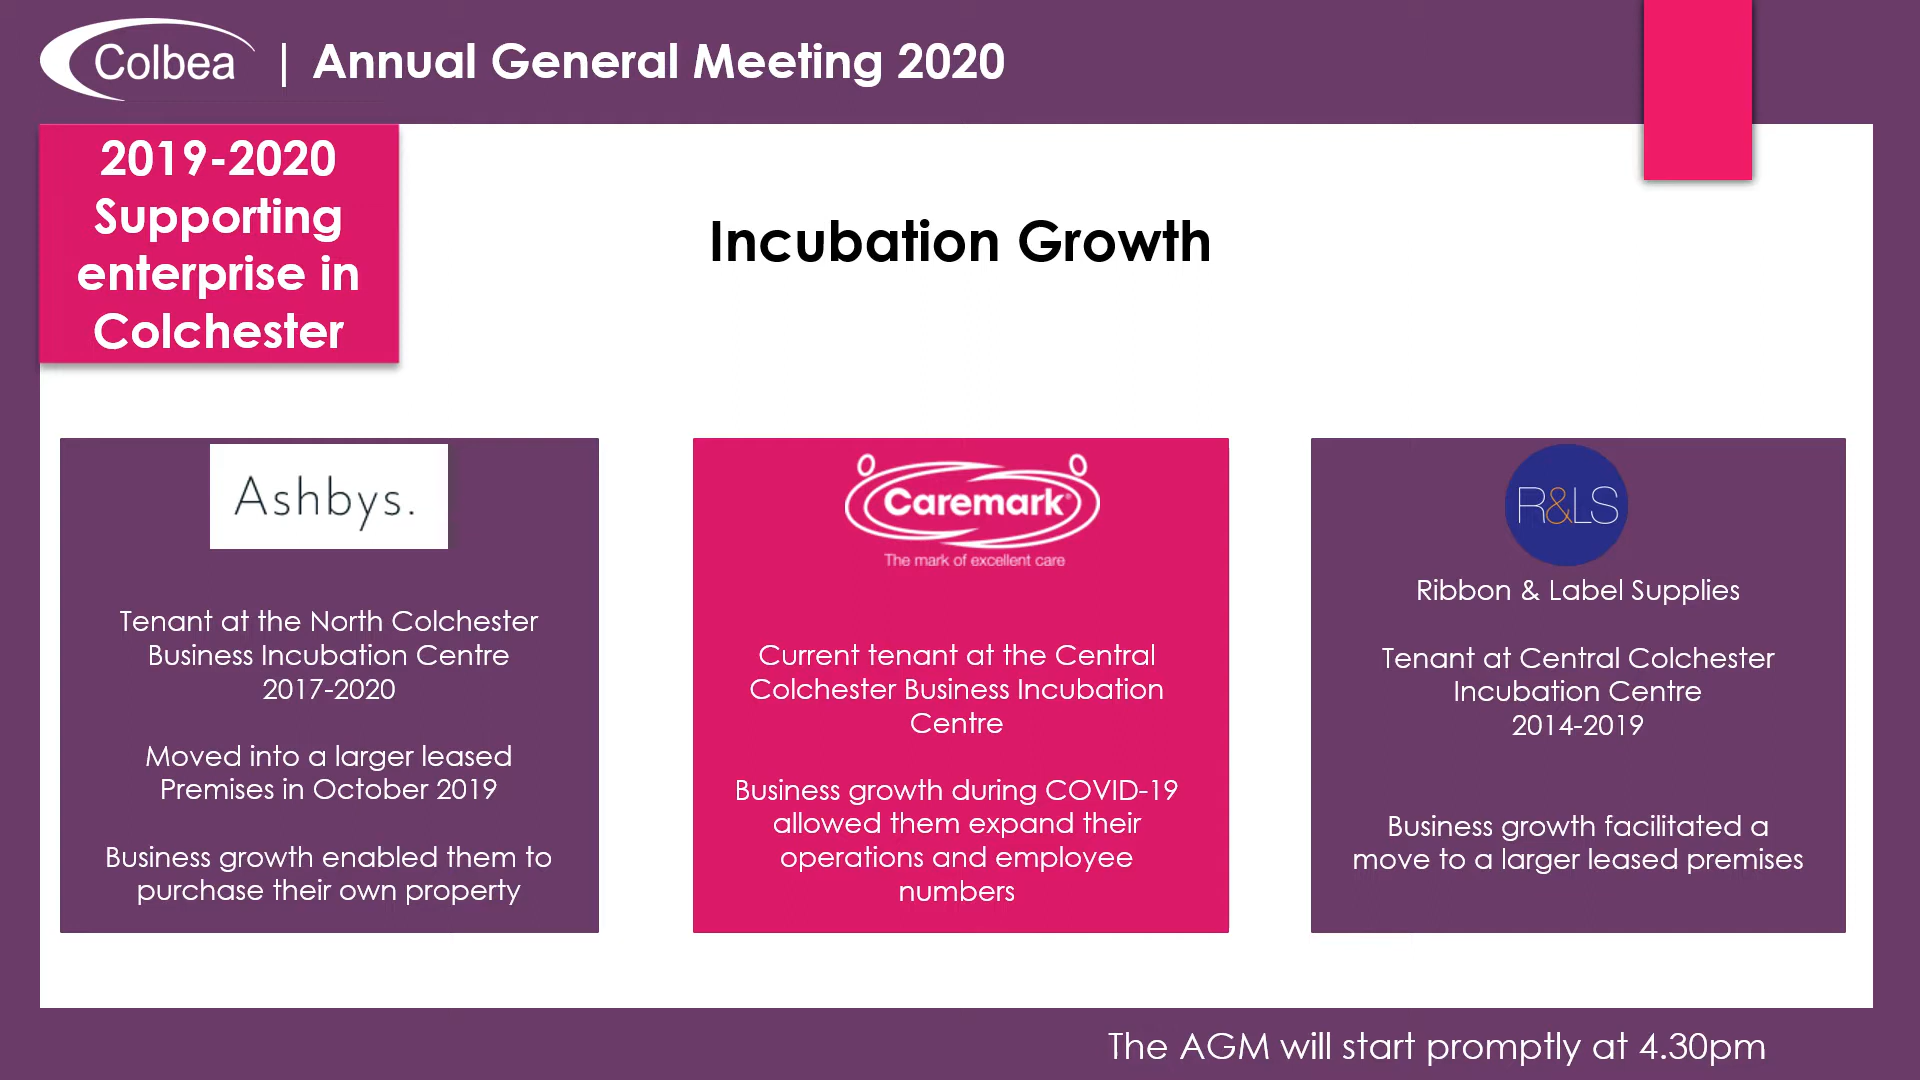 Colbea | Annual General Meeting 2020
2019-2020
Supporting
enterprise in
Colchester
Incubation Growth
Ashbys.
Tenant at the North Colchester
Business Incubation Centre
2017-2020
Moved into a larger leased
Premises in October 2019
Business growth enabled them to
purchase their own property
Caremark®
The mark of excellent care
Current tenant at the Central
Colchester Business Incubation
Centre
Business growth during COVID-19
allowed them expand their
operations and employee
numbers
R&LS
Ribbon & Label Supplies
Tenant at Central Colchester
Incubation Centre
2014-2019
Business growth facilitated a
move to a larger leased premises
The AGM will start promptly at 4.30pm